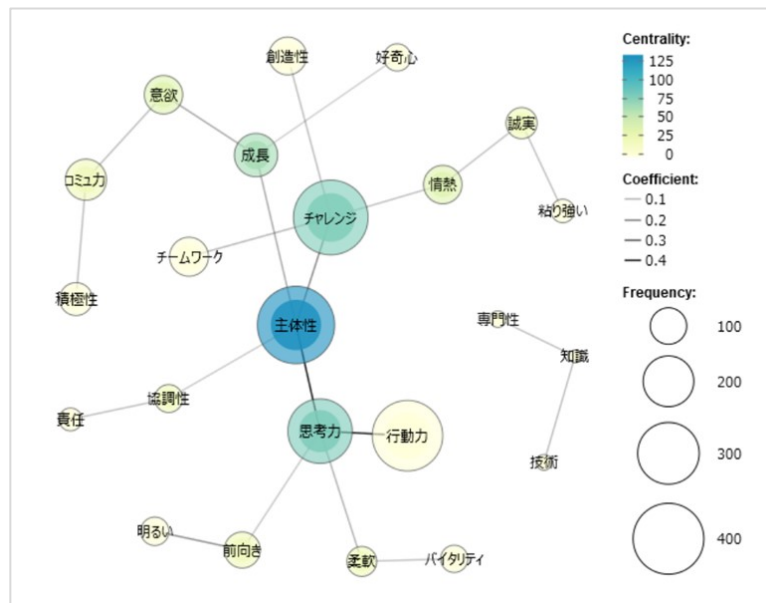 創造性
好奇心
意欲
成長
誠実
コミュ力
情熱
粘り強い
チャレンジ
チームワーク
積極性
主体性
専門性
知識
協調性
責任
思考力
行動力
技術
明るい
前向き
柔軟
バイタリティ
Centrality:
125
100
75
50
25
0
Coefficient:
0.1
0.2
0.3
0.4
Frequency:
100
200
300
400